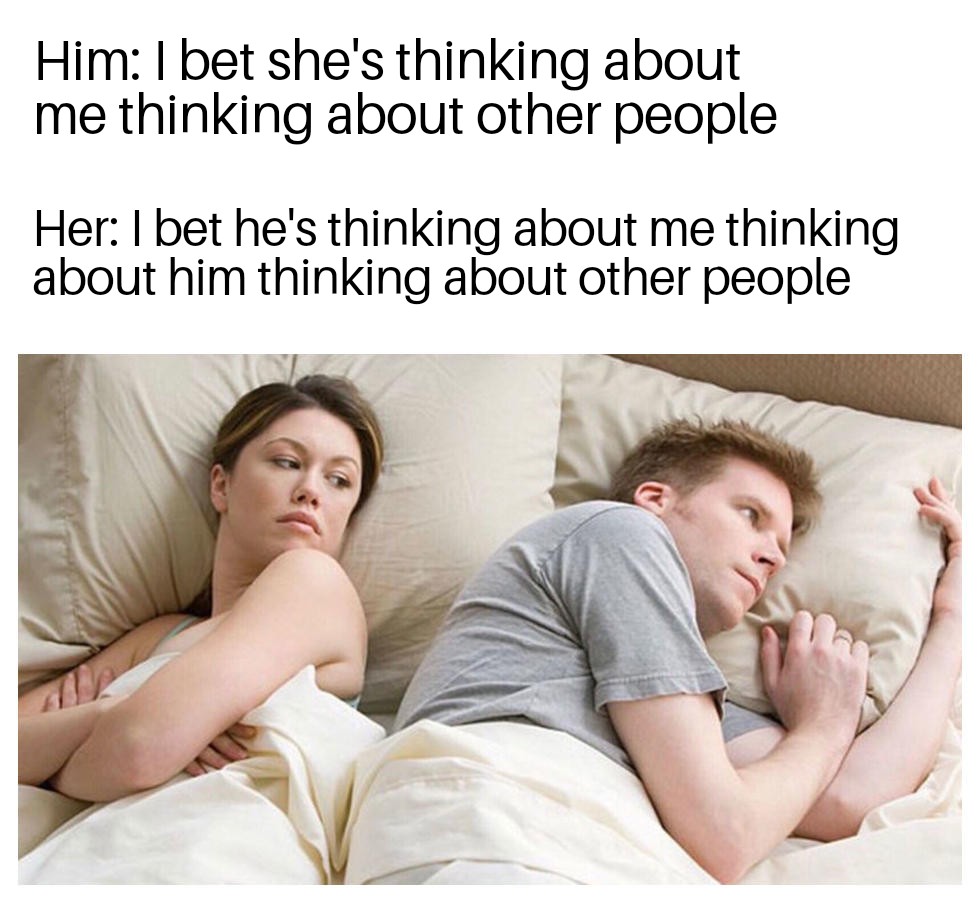 Him: I bet she's thinking about
me thinking about other people
Her: I bet he's thinking about me thinking
about him thinking about other people